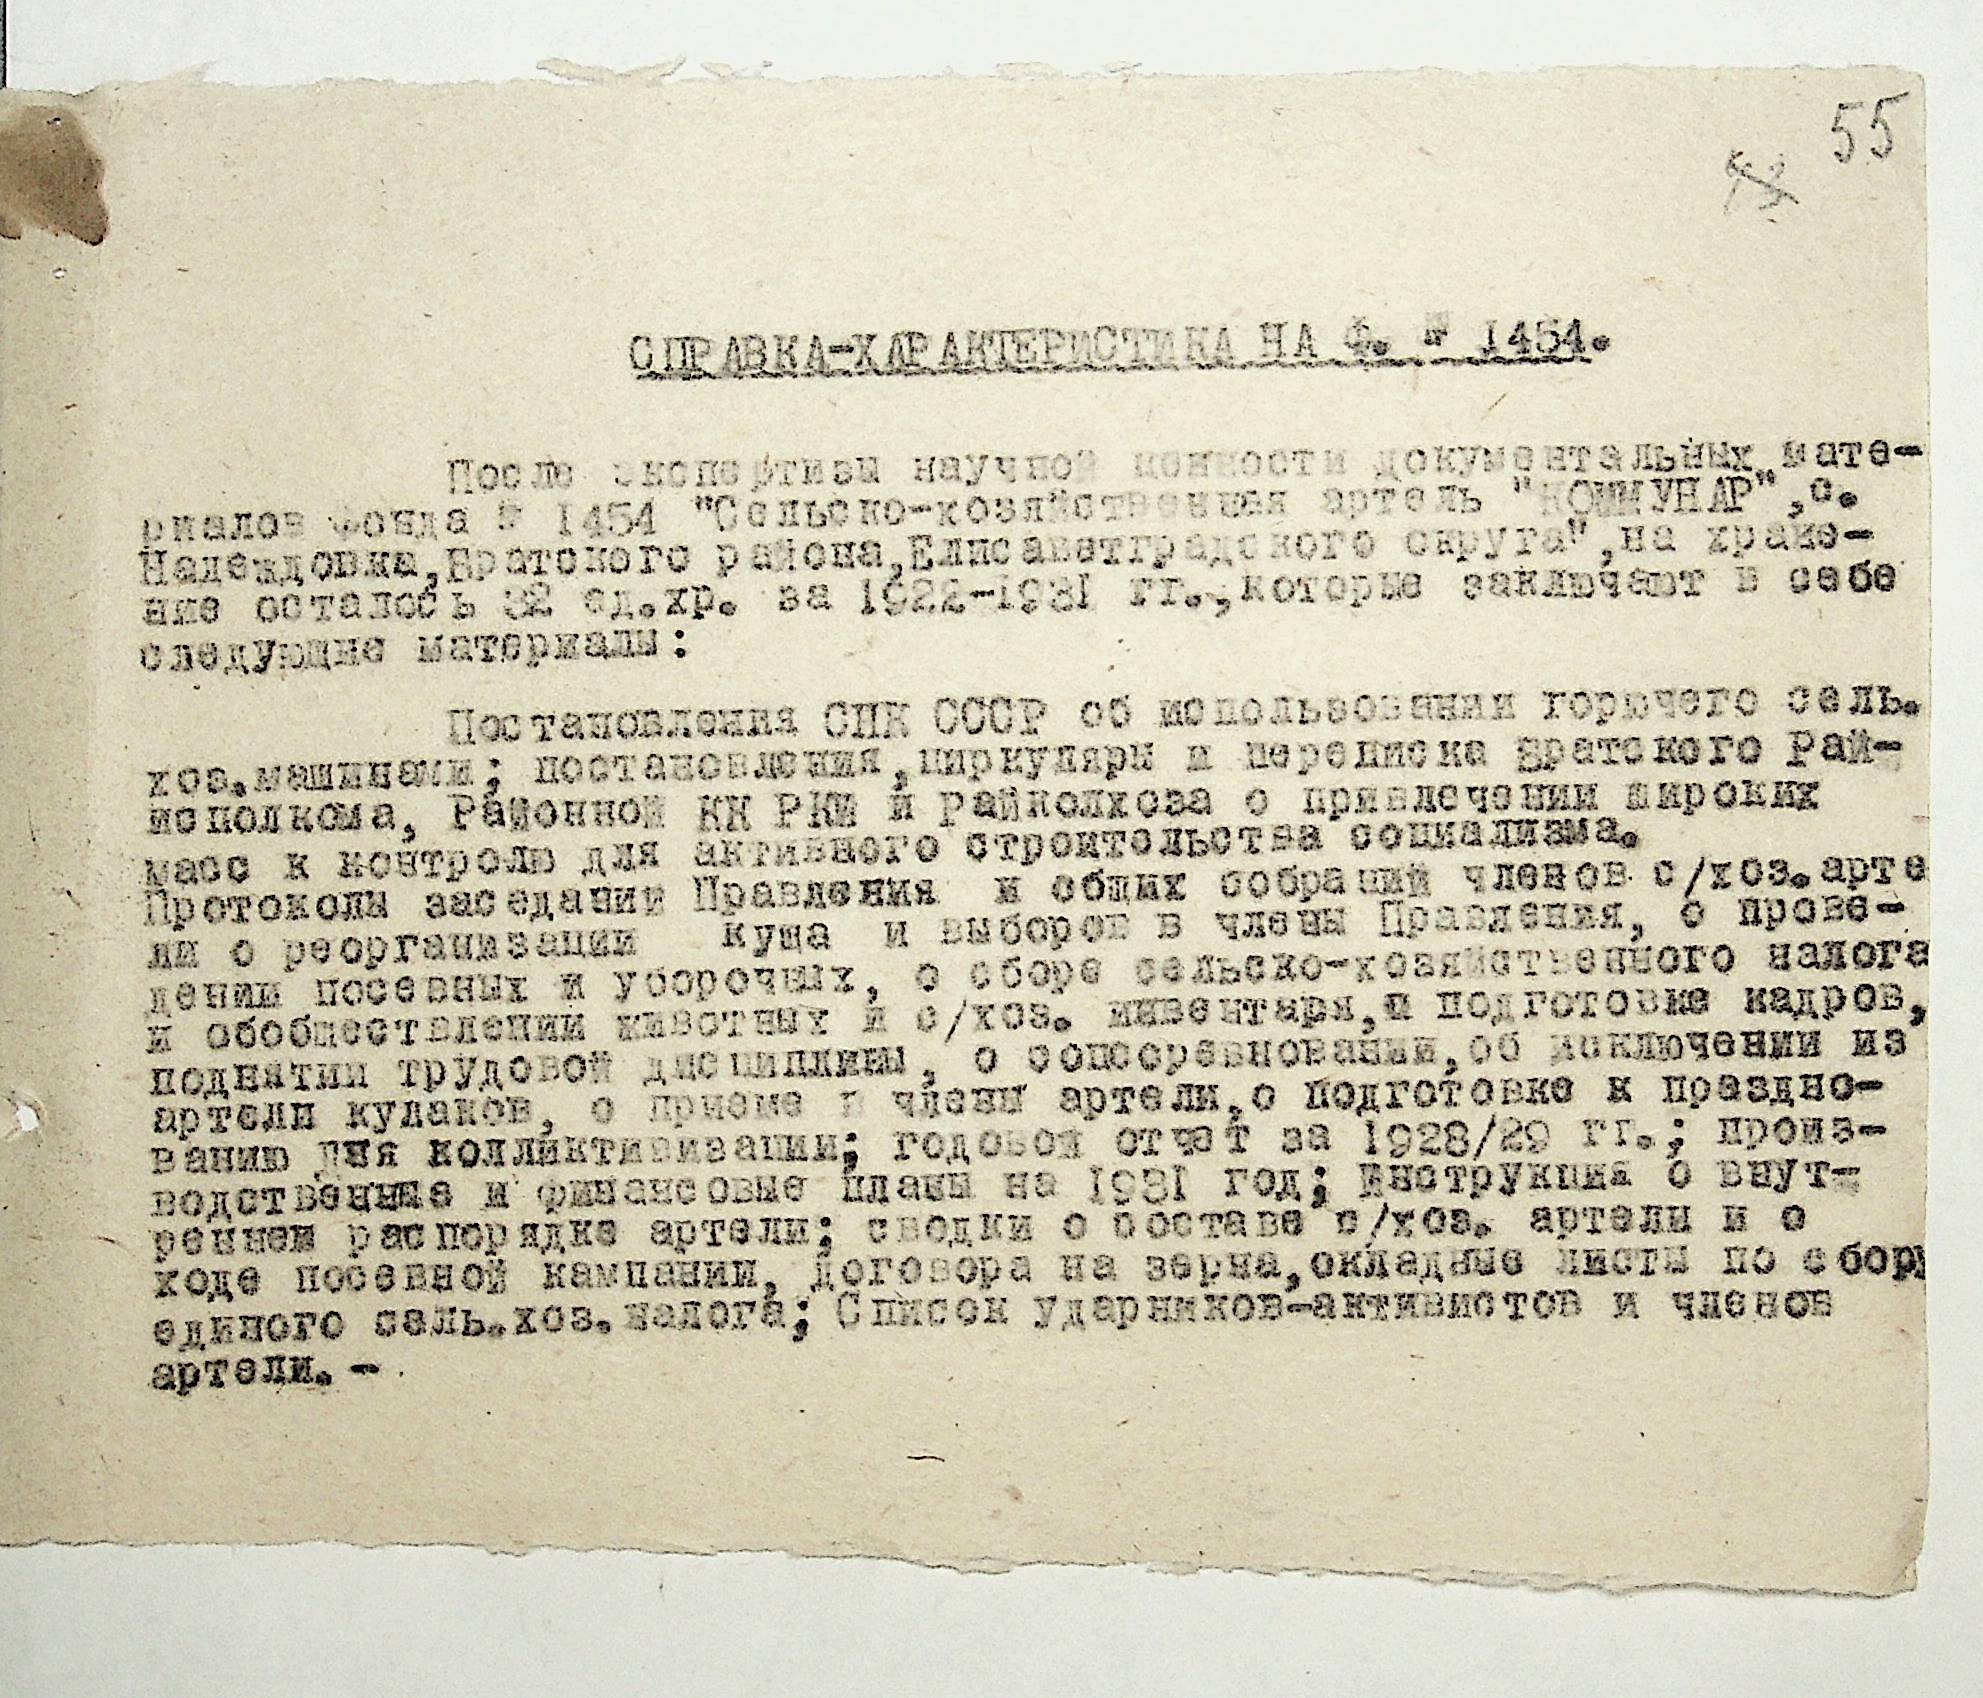 55
СПРАВКА-ХАРАКТЕРИСТИКА НА Ф. № 1454.
После экспертизы научной ценности документальных мате-
риалов фонда № 1454 "Сельско-хозяйственная артель "КОММУНАР", с.
Надеждовка, Братского района, Елисаветградского округа", на хране-
ние осталось 32 ед.хр. за 1922-1931 гг., которые заключают в себе
следующие материалы:
Постановления СНК СССР об использовании горючего сель.
хоз.машинами; постановления, циркуляры и переписка Братского Рай-
исполкома, Районной КК РКИ и Райколхоза о привлечении широких
масс к контролю для активного строительства социализма.
Протоколы заседаний Правления и общих собраний членов с/хоз.арте
ли о реорганизации куща и выборов в члены Правления, о прове-
дении посевных и уборочных, о сборе сельско-хозяйственного налога
и обобществлении животных и с/хоз. инвентаря, о подготовке кадров,
поднятии трудовой дисциплины, о соцсоревновании, об исключении из
артели кулаков, о приеме в члены артели, о подготовке к праздно-
ванию Дня колликтивизации; годовой отчет за 1928/29 гг.; произ-
водственные и финансовые планы на 1931 год; Инструкция о внут-
реннем распорядке артели; сводки о составе с/хоз. артели и о
ходе посевной кампании, договора на зерна, окладные листы по сбору
единого сель.хоз.налога; Список ударников-активистов и членов
артели.-